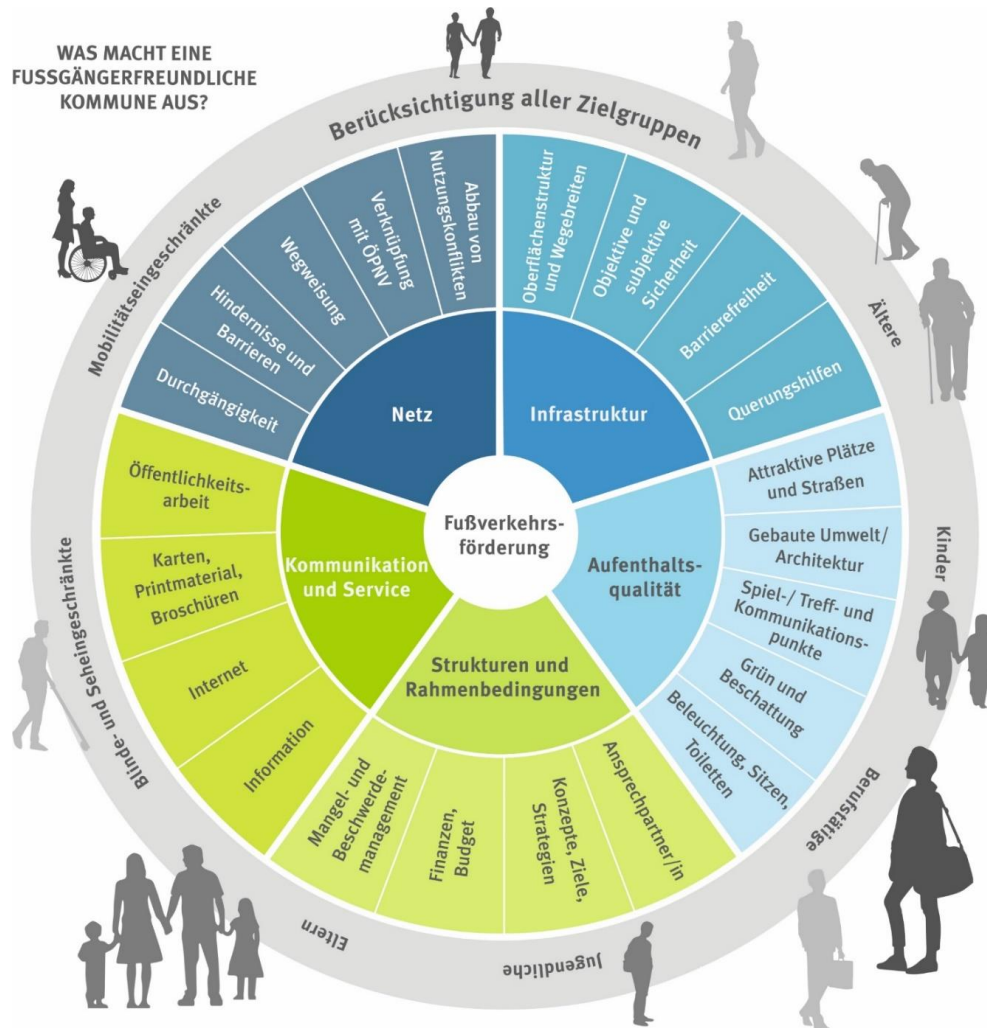 WAS MACHT EINE
FUSSGÄNGERFREUNDLICHE
KOMMUNE AUS?
Berücksichtigung aller Zielgruppen
Ältere
Kinder
Berufstätige
Jugendliche
Eltern
Blinde- und Seheingeschränkte
Mobilitätseingeschränkte
Fußverkehrs-
förderung
Netz
Durchgängigkeit
Hindernisse und
Barrieren
Wegweisung
Verknüpfung
mit ÖPNV
Abbau von
Nutzungskonflikten
Infrastruktur
Oberflächenstruktur
und Wegebreiten
Objektive und
subjektive
Sicherheit
Barrierefreiheit
Querungshilfen
Aufenthalts-
qualität
Attraktive Plätze
und Straßen
Gebaute Umwelt/
Architektur
Spiel-/ Treff- und
Kommunikations-
punkte
Grün und
Beschattung
Beleuchtung, Sitzen,
Toiletten
Strukturen und
Rahmenbedingungen
Ansprechpartner/in
Konzepte, Ziele,
Strategien
Finanzen,
Budget
Mangel- und
Beschwerde-
management
Kommunikation
und Service
Information
Internet
Karten,
Printmaterial,
Broschüren
Öffentlichkeits-
arbeit